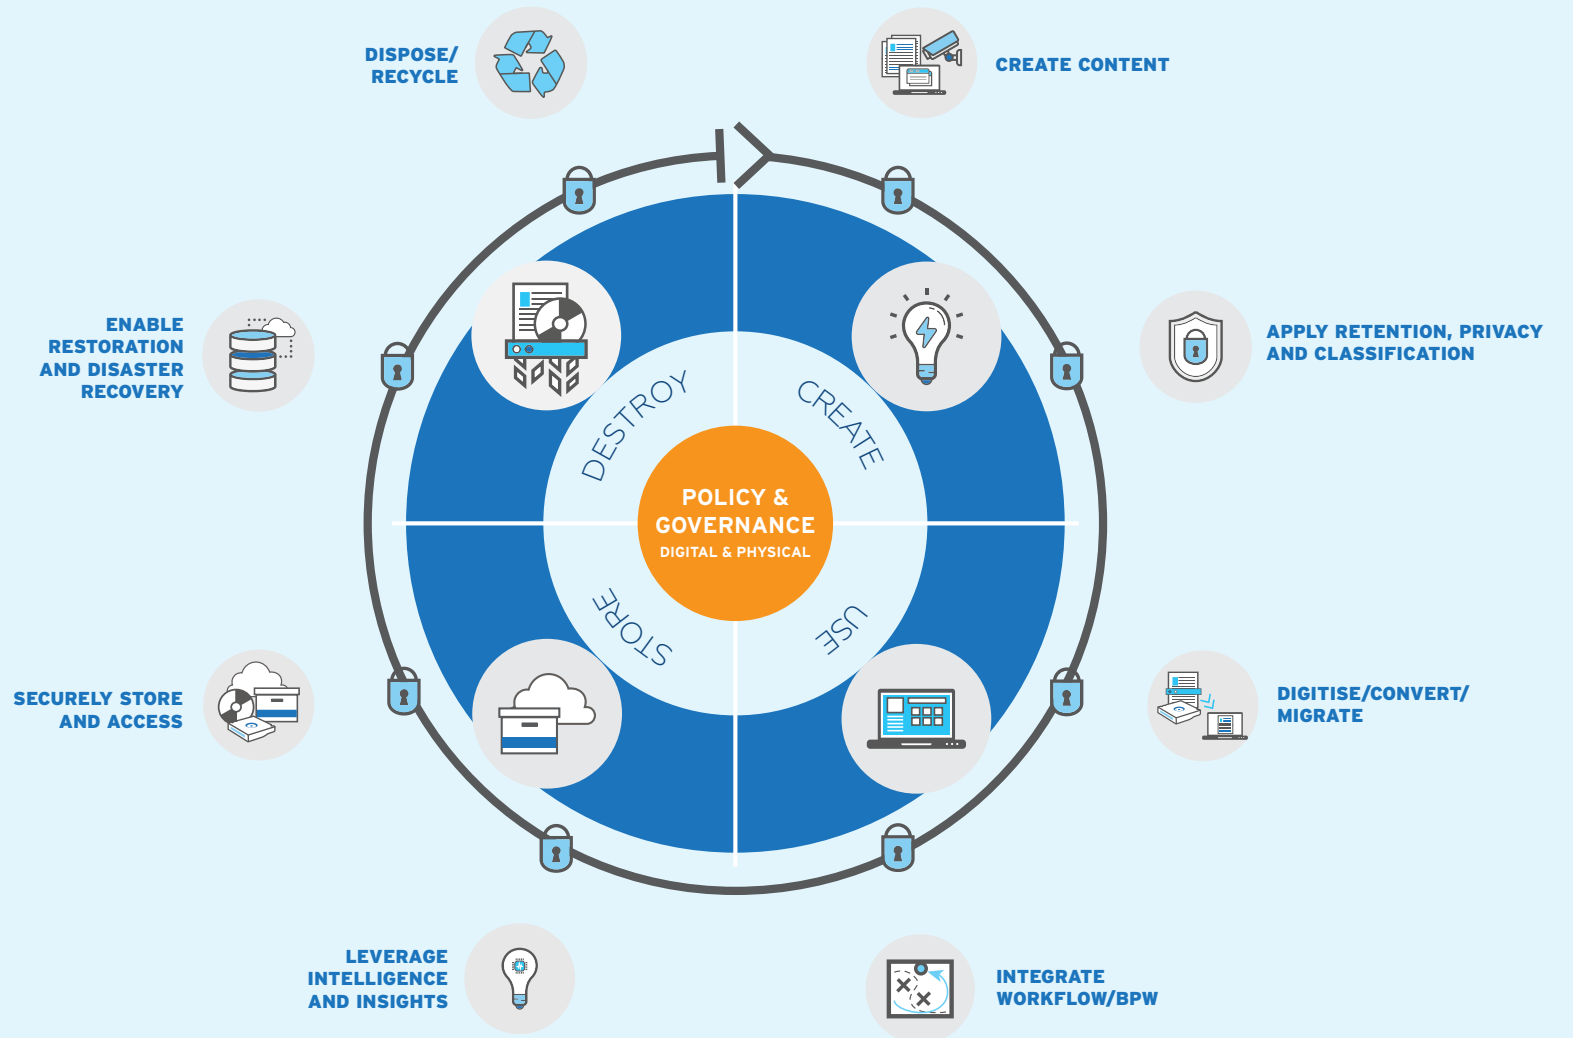 DISPOSE/
RECYCLE
CREATE CONTENT
ENABLE
RESTORATION
AND DISASTER
RECOVERY
APPLY RETENTION, PRIVACY
AND CLASSIFICATION
DESTROY
CREATE
POLICY &
GOVERNANCE
DIGITAL & PHYSICAL
STORE
USE
SECURELY STORE
AND ACCESS
DIGITISE/CONVERT/
MIGRATE
LEVERAGE
INTELLIGENCE
AND INSIGHTS
INTEGRATE
WORKFLOW/BPW